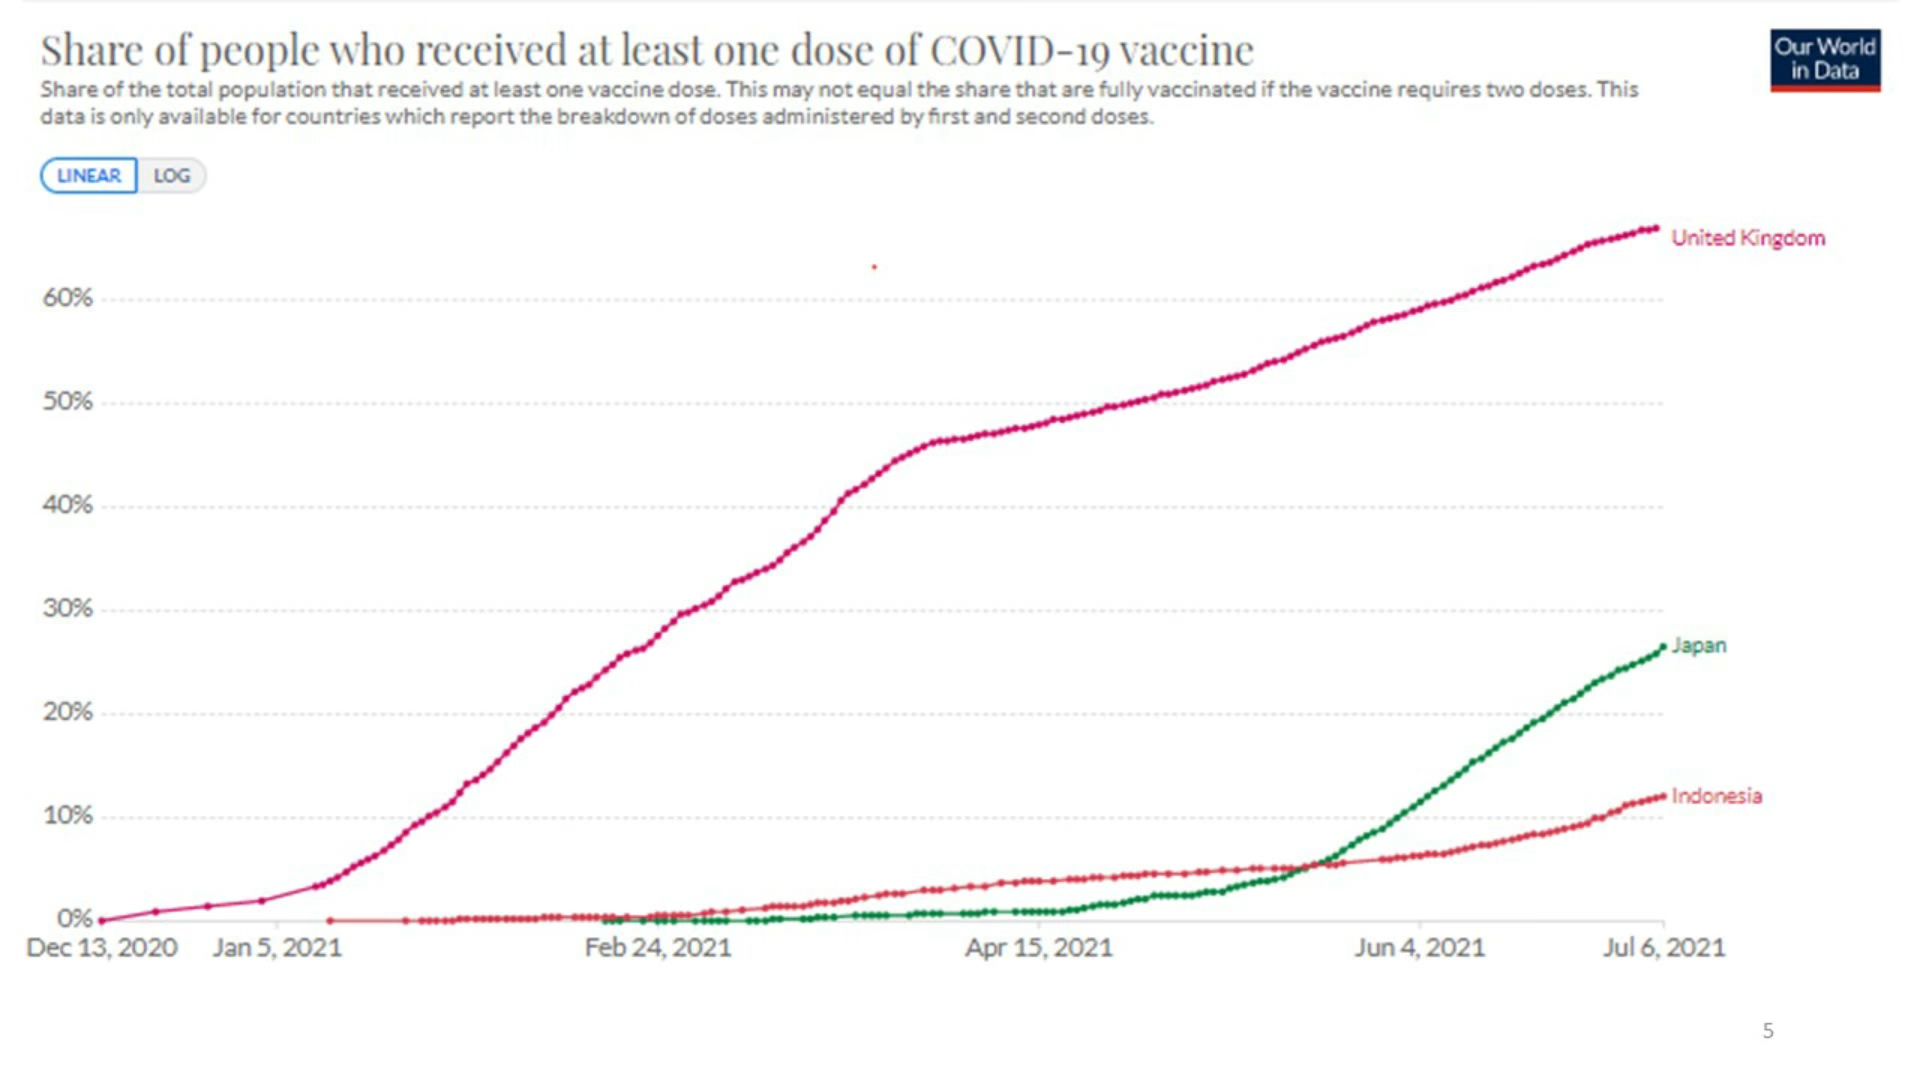 Share of people who received at least one dose of COVID-19 vaccine
Our World
in Data
Share of the total population that received at least one vaccine dose. This may not equal the share that are fully vaccinated if the vaccine requires two doses. This
data is only available for countries which report the breakdown of doses administered by first and second doses.
LINEAR
LOG
United Kingdom
60%
50%
40%
30%
Japan
20%
Indonesia
10%
0%
Dec 13, 2020
Jan 5, 2021
Feb 24, 2021
Apr 15, 2021
Jun 4, 2021
Jul 6, 2021
5